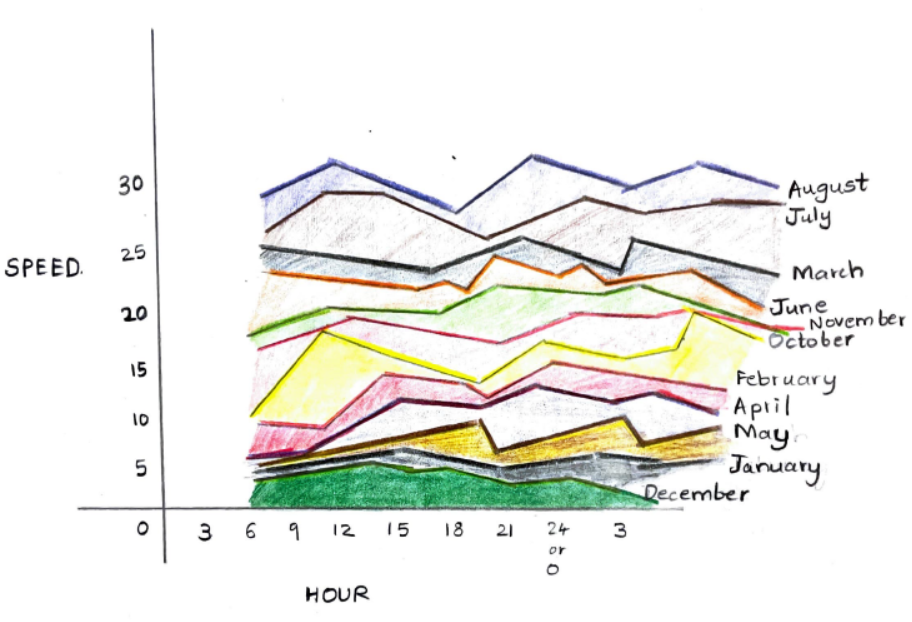 30
25
20
15
10
5
0
SPEED.
3 6 9 12 15 18 21 24 3
or
0
HOUR
August
July
March
June
November
October
February
April
May
January
December